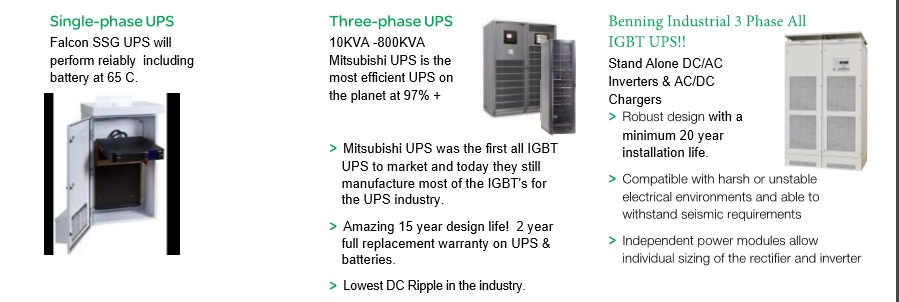 Single-phase UPS
Falcon SSG UPS will
perform reiably including
battery at 65 C.
Three-phase UPS
10KVA -800KVA
Mitsubishi UPS is the
most efficient UPS on
the planet at 97% +
> Mitsubishi UPS was the first all IGBT
UPS to market and today they still
manufacture most of the IGBT's for
the UPS industry.
> Amazing 15 year design life! 2 year
full replacement warranty on UPS &
batteries.
> Lowest DC Ripple in the industry.
Benning Industrial 3 Phase All
IGBT UPS!!
Stand Alone DC/AC
Inverters & AC/DC
Chargers
> Robust design with a
minimum 20 year
installation life.
> Compatible with harsh or unstable
electrical environments and able to
withstand seismic requirements
> Independent power modules allow
individual sizing of the rectifier and inverter